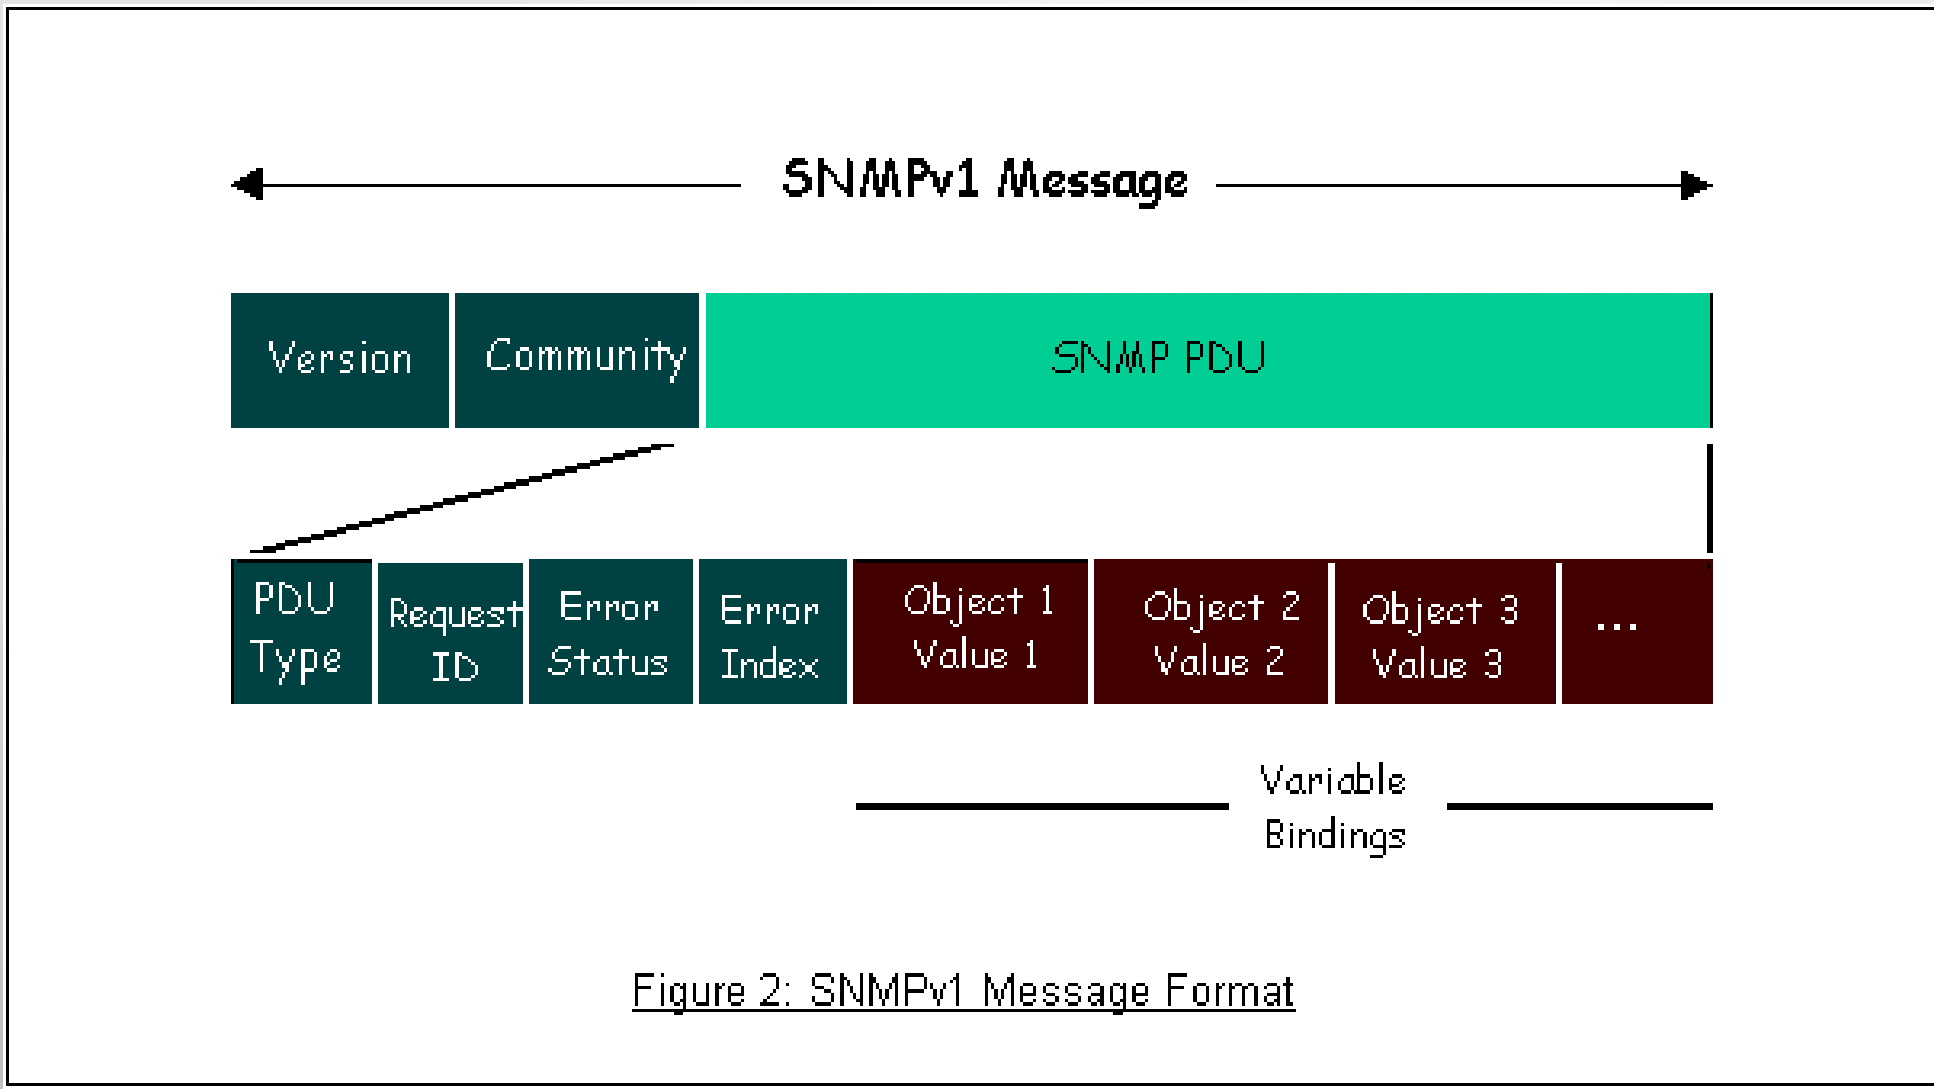 SNMPv1 Message
Version
Community
SNMP PDU
PDU
Type
Request
ID
Error
Status
Error
Index
Object 1
Value 1
Object 2
Value 2
Object 3
Value 3
...
Variable
Bindings
Figure 2: SNMPv1 Message Format